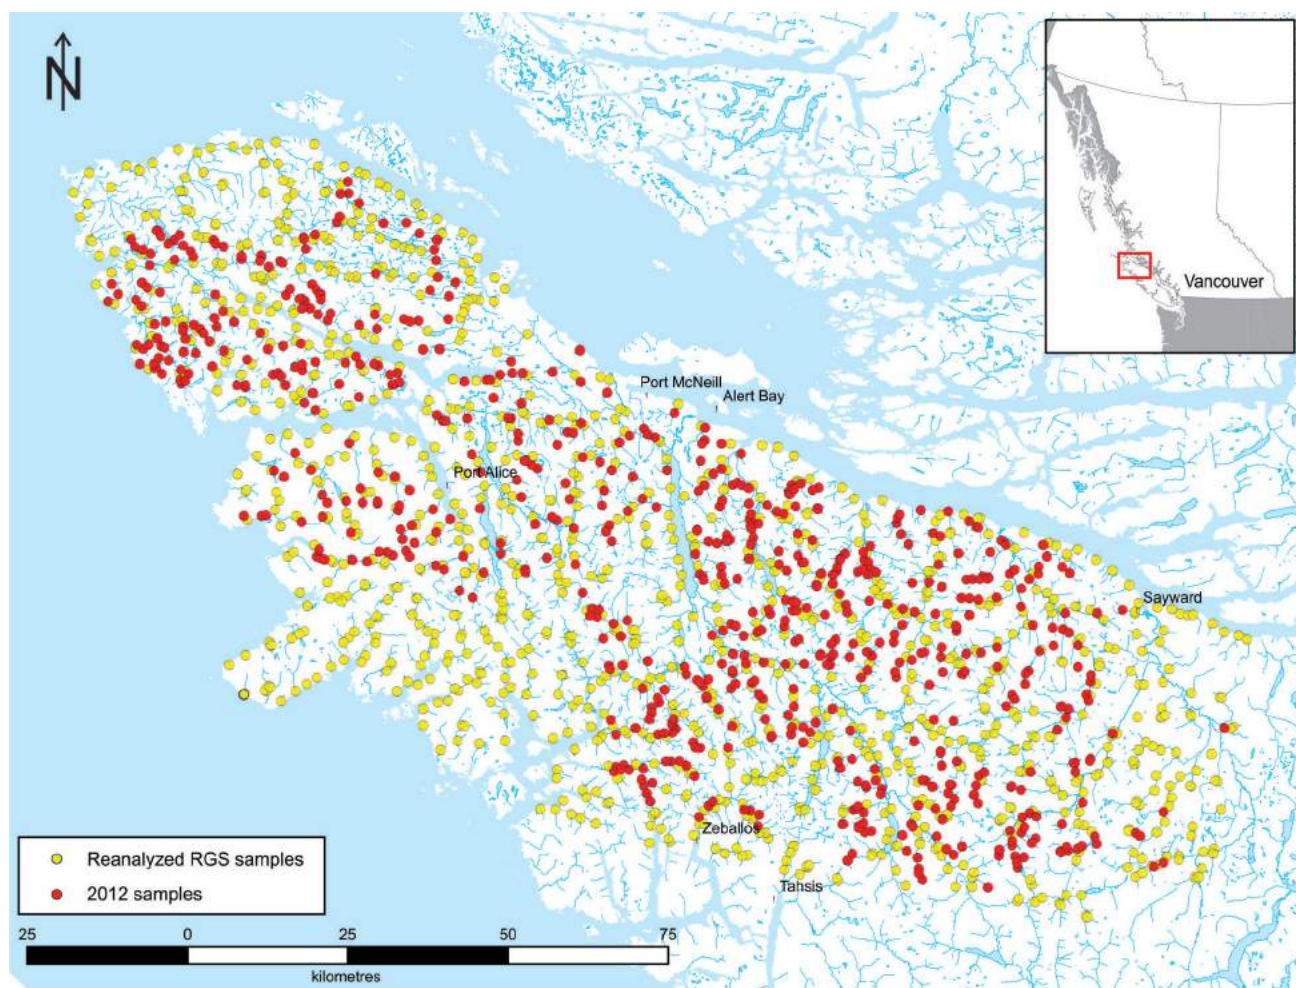 N
Vancouver
Port McNeill
Alert Bay
Port Alice
Sayward
Zeballos
Tahsis
Reanalyzed RGS samples
2012 samples
25 0 25 50 75
kilometres